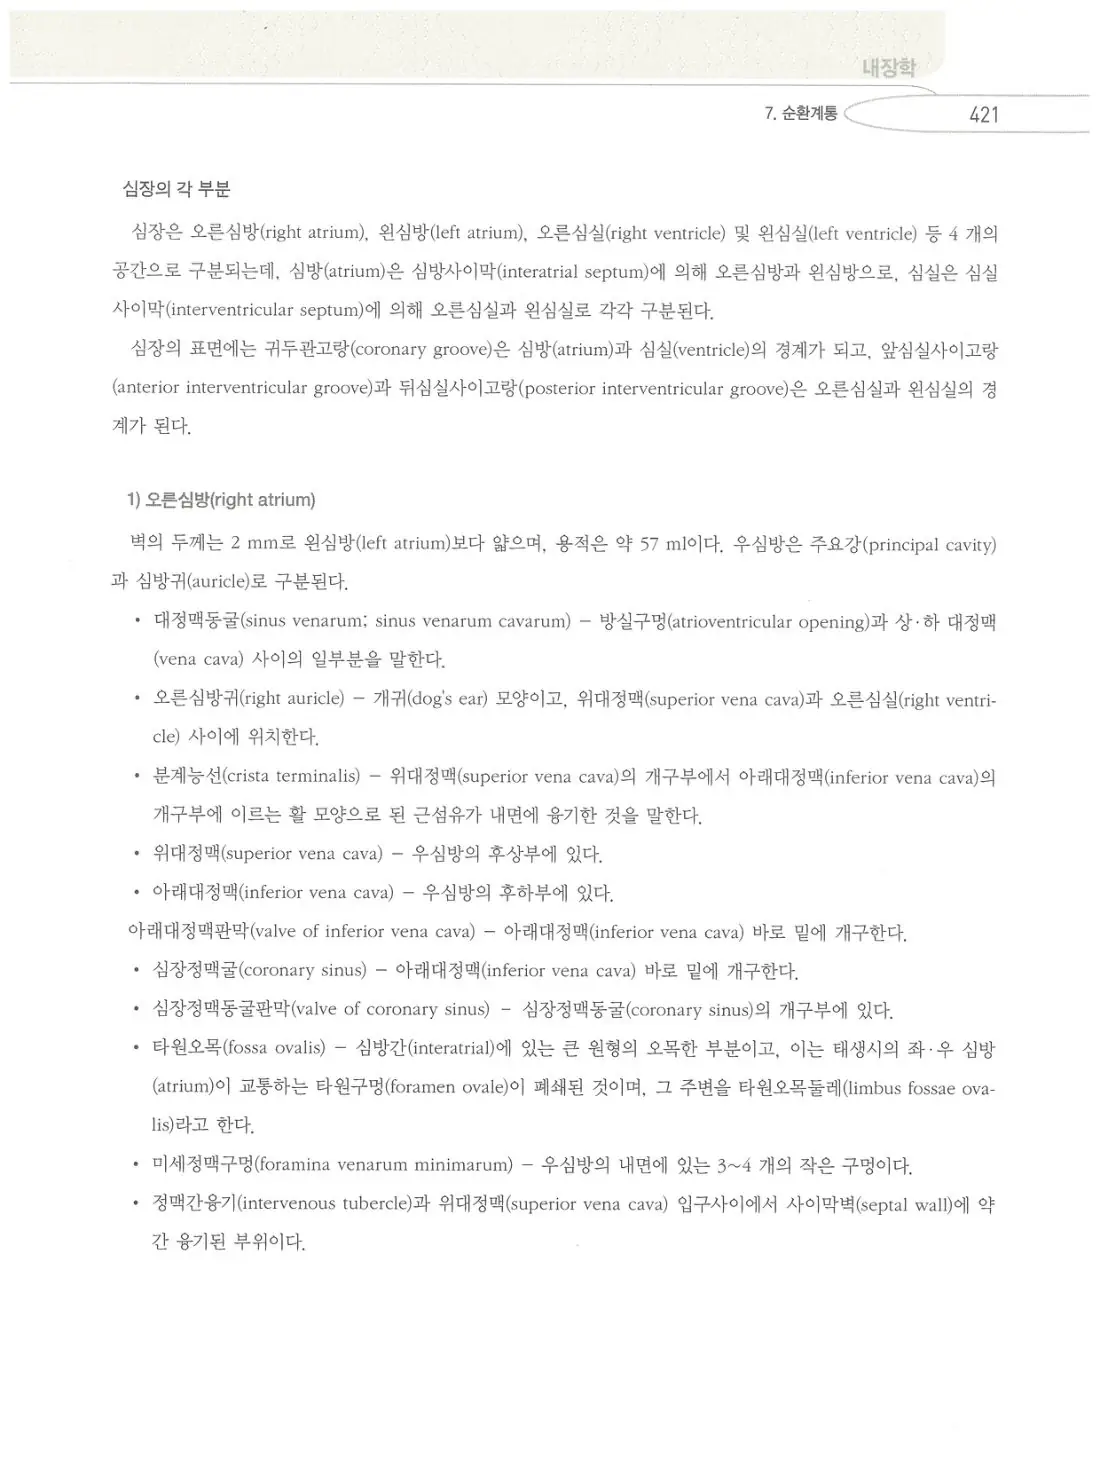 내장학
7. 순환계통
421
심장의 각 부분
심장은 오른심방(right atrium), 왼심방(left atrium), 오른심실(right ventricle) 및 왼심실(left ventricle) 등 4 개의
공간으로 구분되는데, 심방(atrium)은 심방사이막(interatrial septum)에 의해 오른심방과 왼심방으로, 심실은 심실
사이막(interventricular septum)에 의해 오른심실과 왼심실로 각각 구분된다.
심장의 표면에는 귀두관고랑(coronary groove)은 심방(atrium)과 심실(ventricle)의 경계가 되고, 앞심실사이고랑
(anterior interventricular groove)과 뒤심실사이고랑(posterior interventricular groove)은 오른심실과 왼심실의 경
계가 된다.
1) 오른심방(right atrium)
벽의 두께는 2 mm로 왼심방(left atrium)보다 얇으며, 용적은 약 57 ml이다. 우심방은 주요강(principal cavity)
과 심방귀(auricle)로 구분된다.
• 대정맥동굴(sinus venarum; sinus venarum cavarum) – 방실구멍(atrioventricular opening)과 상·하 대정맥
(vena cava) 사이의 일부분을 말한다.
• 오른심방귀(right auricle) – 개귀(dog's ear) 모양이고, 위대정맥(superior vena cava)과 오른심실(right ventri-
cle) 사이에 위치한다.
• 분계능선(crista terminalis) – 위대정맥(superior vena cava)의 개구부에서 아래대정맥(inferior vena cava)의
개구부에 이르는 활 모양으로 된 근섬유가 내면에 융기한 것을 말한다.
• 위대정맥(superior vena cava) – 우심방의 후상부에 있다.
• 아래대정맥(inferior vena cava) – 우심방의 후하부에 있다.
아래대정맥판막(valve of inferior vena cava) – 아래대정맥(inferior vena cava) 바로 밑에 개구한다.
• 심장정맥굴(coronary sinus) – 아래대정맥(inferior vena cava) 바로 밑에 개구한다.
• 심장정맥동굴판막(valve of coronary sinus) – 심장정맥동굴(coronary sinus)의 개구부에 있다.
• 타원오목(fossa ovalis) – 심방간(interatrial)에 있는 큰 원형의 오목한 부분이고, 이는 태생시의 좌·우 심방
(atrium)이 교통하는 타원구멍(foramen ovale)이 폐쇄된 것이며, 그 주변을 타원오목둘레(limbus fossae ova-
lis)라고 한다.
• 미세정맥구멍(foramina venarum minimarum) – 우심방의 내면에 있는 3~4 개의 작은 구멍이다.
• 정맥간융기(intervenous tubercle)과 위대정맥(superior vena cava) 입구사이에서 사이막벽(septal wall)에 약
간 융기된 부위이다.